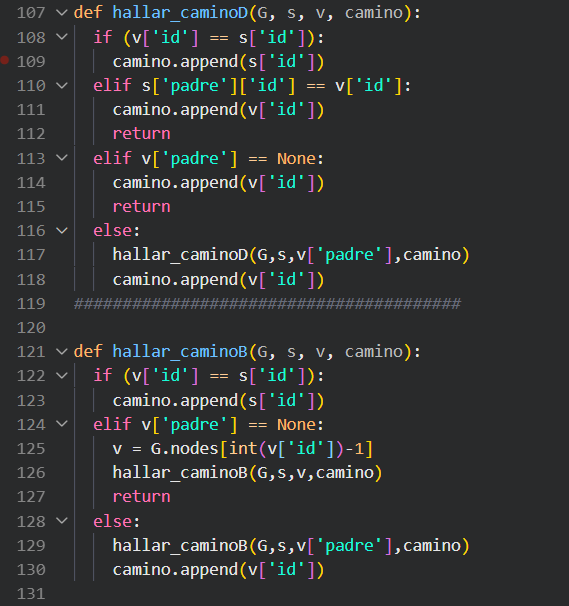 107 def hallar_caminoD(G, s, v, camino):
108   if (v['id'] == s['id']):
109     camino.append(s['id'])
110   elif s['padre']['id'] == v['id']:
111     camino.append(v['id'])
112     return
113   elif v['padre'] == None:
114     camino.append(v['id'])
115     return
116   else:
117     hallar_caminoD(G,s,v['padre'],camino)
118     camino.append(v['id'])
119 ########################################
120
121 def hallar_caminoB(G, s, v, camino):
122   if (v['id'] == s['id']):
123     camino.append(s['id'])
124   elif v['padre'] == None:
125     v = G.nodes[int(v['id'])-1]
126     hallar_caminoB(G,s,v,camino)
127     return
128   else:
129     hallar_caminoB(G,s,v['padre'],camino)
130     camino.append(v['id'])
131